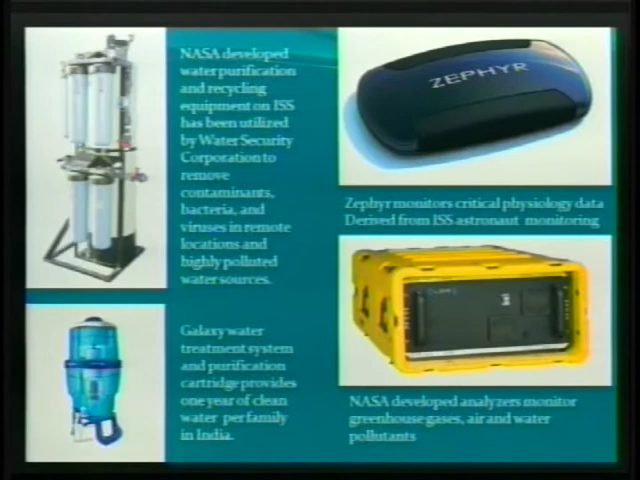 NASA developed
water purification
and recycling
equipment on ISS
has been utilized
by Water Security
Corporation to
remove
contaminants,
bacteria, and
viruses in remote
locations and
highly polluted
water sources.
Galaxy water
treatment system
and purification
cartridge provides
one year of clean
water per family
in India.
ZEPHYR
Zephyr monitors critical physiology data
Derived from ISS astronaut monitoring
NASA developed analyzers monitor
greenhouse gases, air and water
pollutants